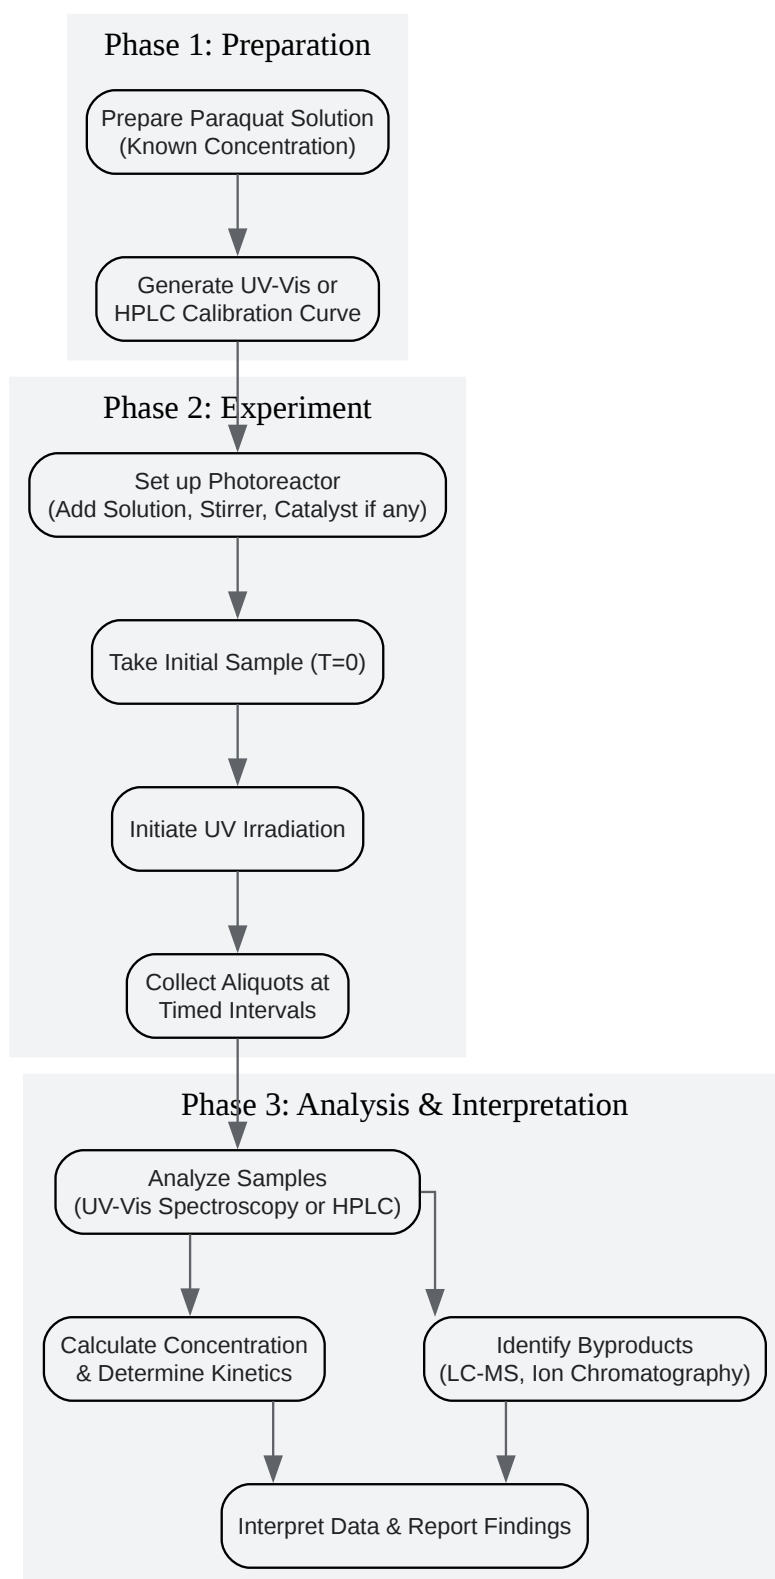 Phase 1: Preparation
Prepare Paraquat Solution
(Known Concentration)
Generate UV-Vis or
HPLC Calibration Curve
Phase 2: Experiment
Set up Photoreactor
(Add Solution, Stirrer, Catalyst if any)
Take Initial Sample (T=0)
Initiate UV Irradiation
Collect Aliquots at
Timed Intervals
Phase 3: Analysis & Interpretation
Analyze Samples
(UV-Vis Spectroscopy or HPLC)
Calculate Concentration
& Determine Kinetics
Identify Byproducts
(LC-MS, Ion Chromatography)
Interpret Data & Report Findings